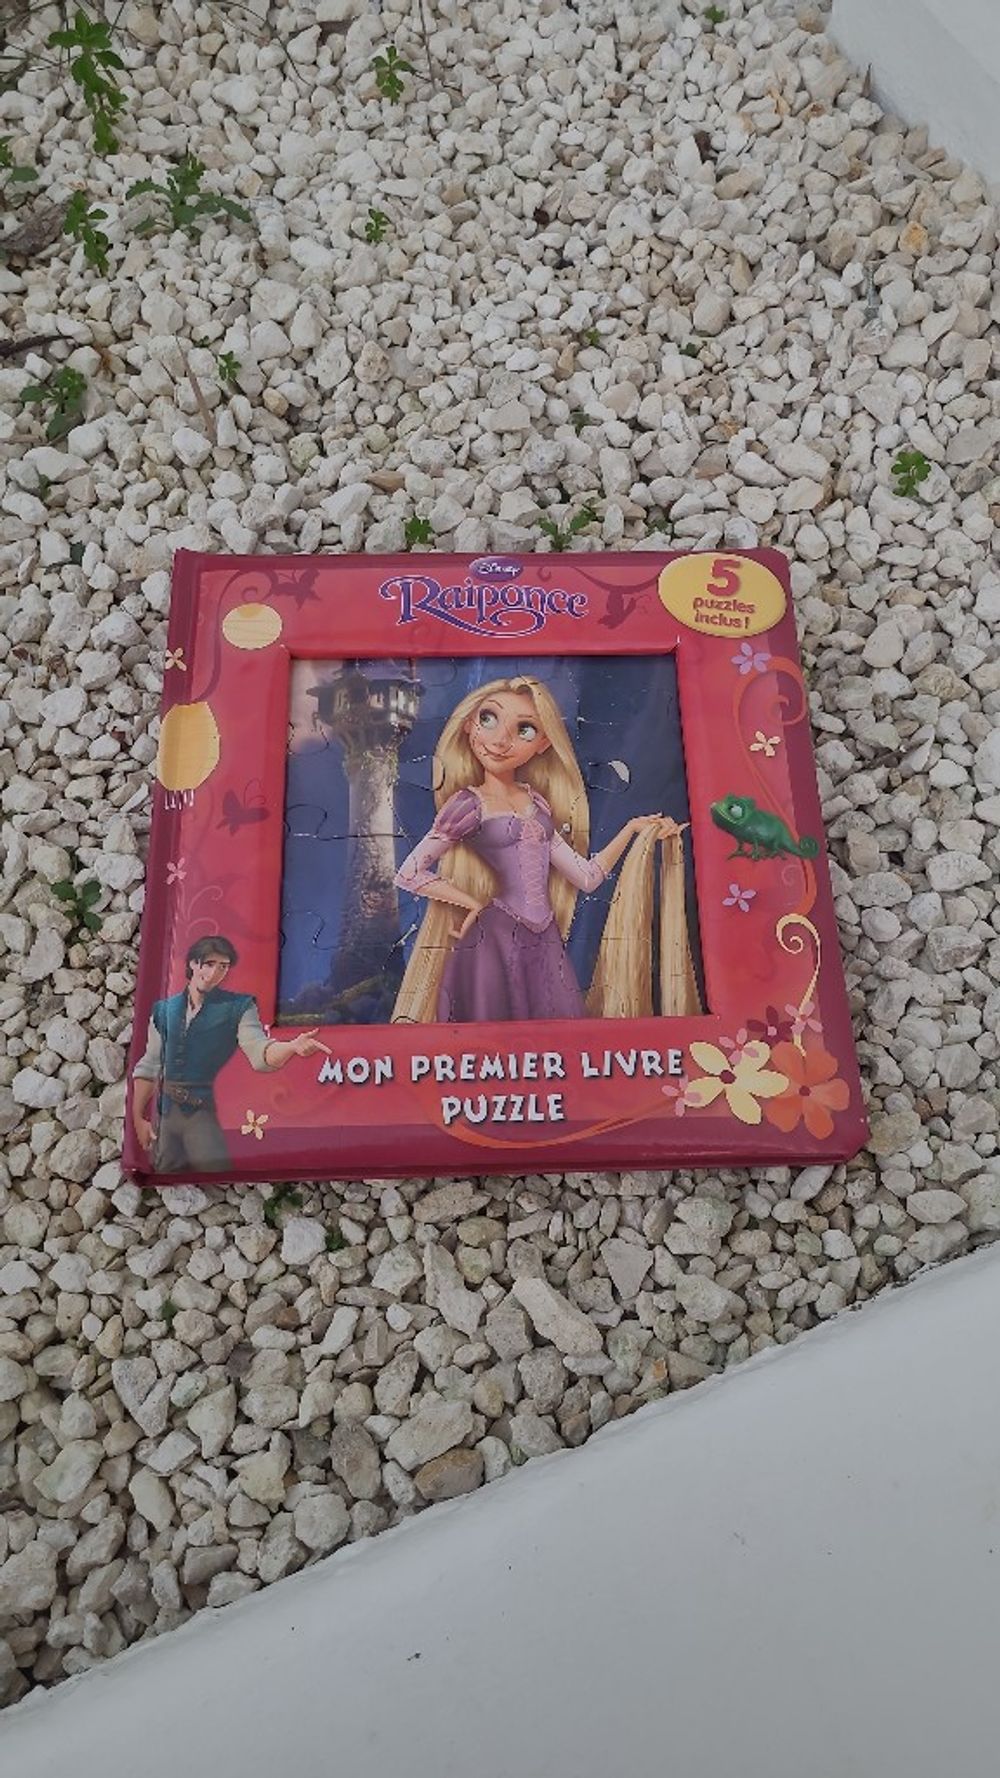 Disney
Raiponce
5
puzzles
inclus !
MON PREMIER LIVRE
PUZZLE